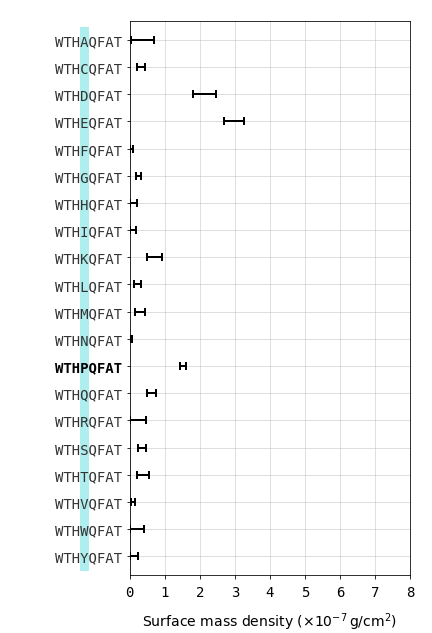 WTHAQFAT
WTHCQFAT
WTHDQFAT
WTHEQFAT
WTHFQFAT
WTHGQFAT
WTHHQFAT
WTHIQFAT
WTHKQFAT
WTHLQFAT
WTHMQFAT
WTHNQFAT
WTHPQFAT
WTHQQFAT
WTHRQFAT
WTHSQFAT
WTHTQFAT
WTHVQFAT
WTHWQFAT
WTHYQFAT
0 1 2 3 4 5 6 7 8
Surface mass density (×10⁻⁷ g/cm²)